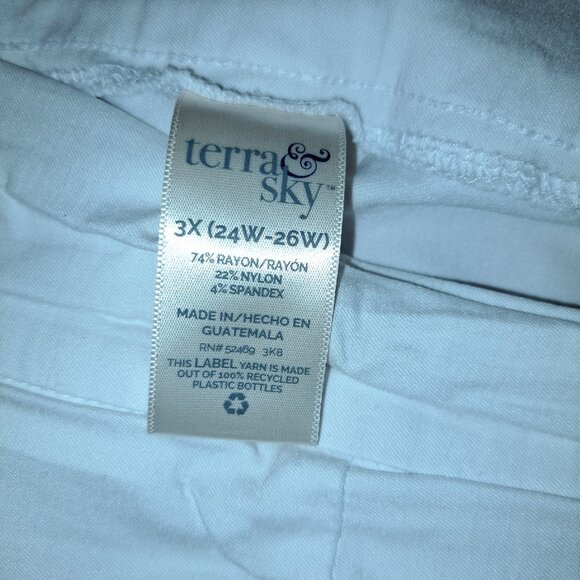 terra &
sky™
3X (24W-26W)
74% RAYON/RAYÓN
22% NYLON
4% SPANDEX
MADE IN/HECHO EN
GUATEMALA
RN# 52469 3K8
THIS LABEL YARN IS MADE
OUT OF 100% RECYCLED
PLASTIC BOTTLES